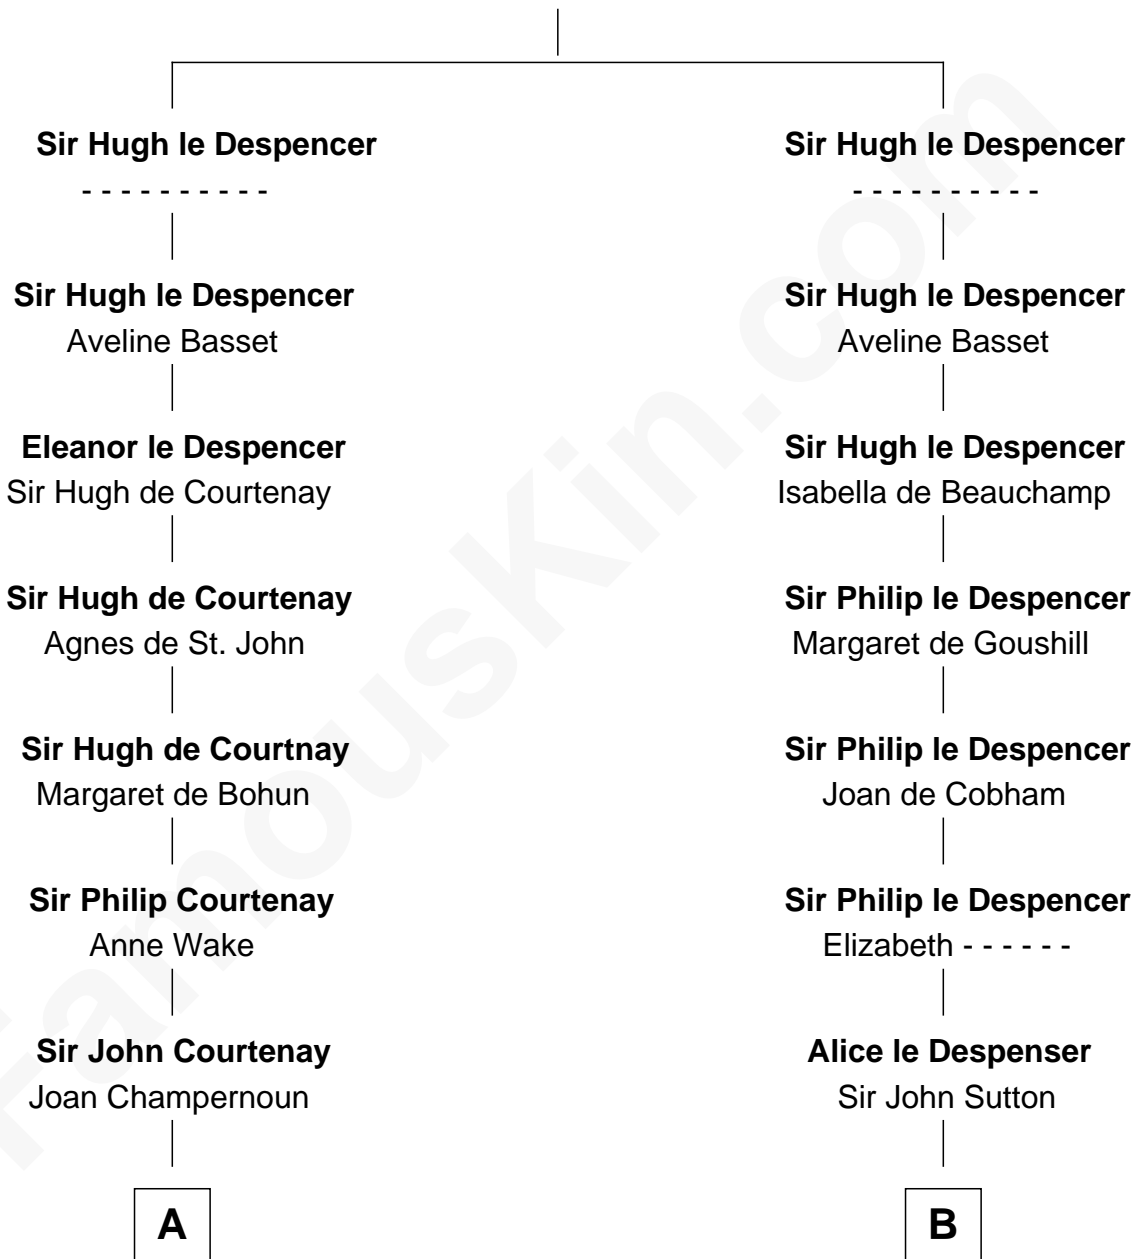 Sir Hugh le Despencer
- - - - - - - - - -
Sir Hugh le Despencer
Aveline Basset
Eleanor le Despencer
Sir Hugh de Courtenay
Sir Hugh de Courtenay
Agnes de St. John
Sir Hugh de Courtnay
Margaret de Bohun
Sir Philip Courtenay
Anne Wake
Sir John Courtenay
Joan Champernoun
A
Sir Hugh le Despencer
- - - - - - - - - -
Sir Hugh le Despencer
Aveline Basset
Sir Hugh le Despencer
Isabella de Beauchamp
Sir Philip le Despencer
Margaret de Goushill
Sir Philip le Despencer
Joan de Cobham
Sir Philip le Despencer
Elizabeth - - - - - -
Alice le Despenser
Sir John Sutton
B
FamousKin.com